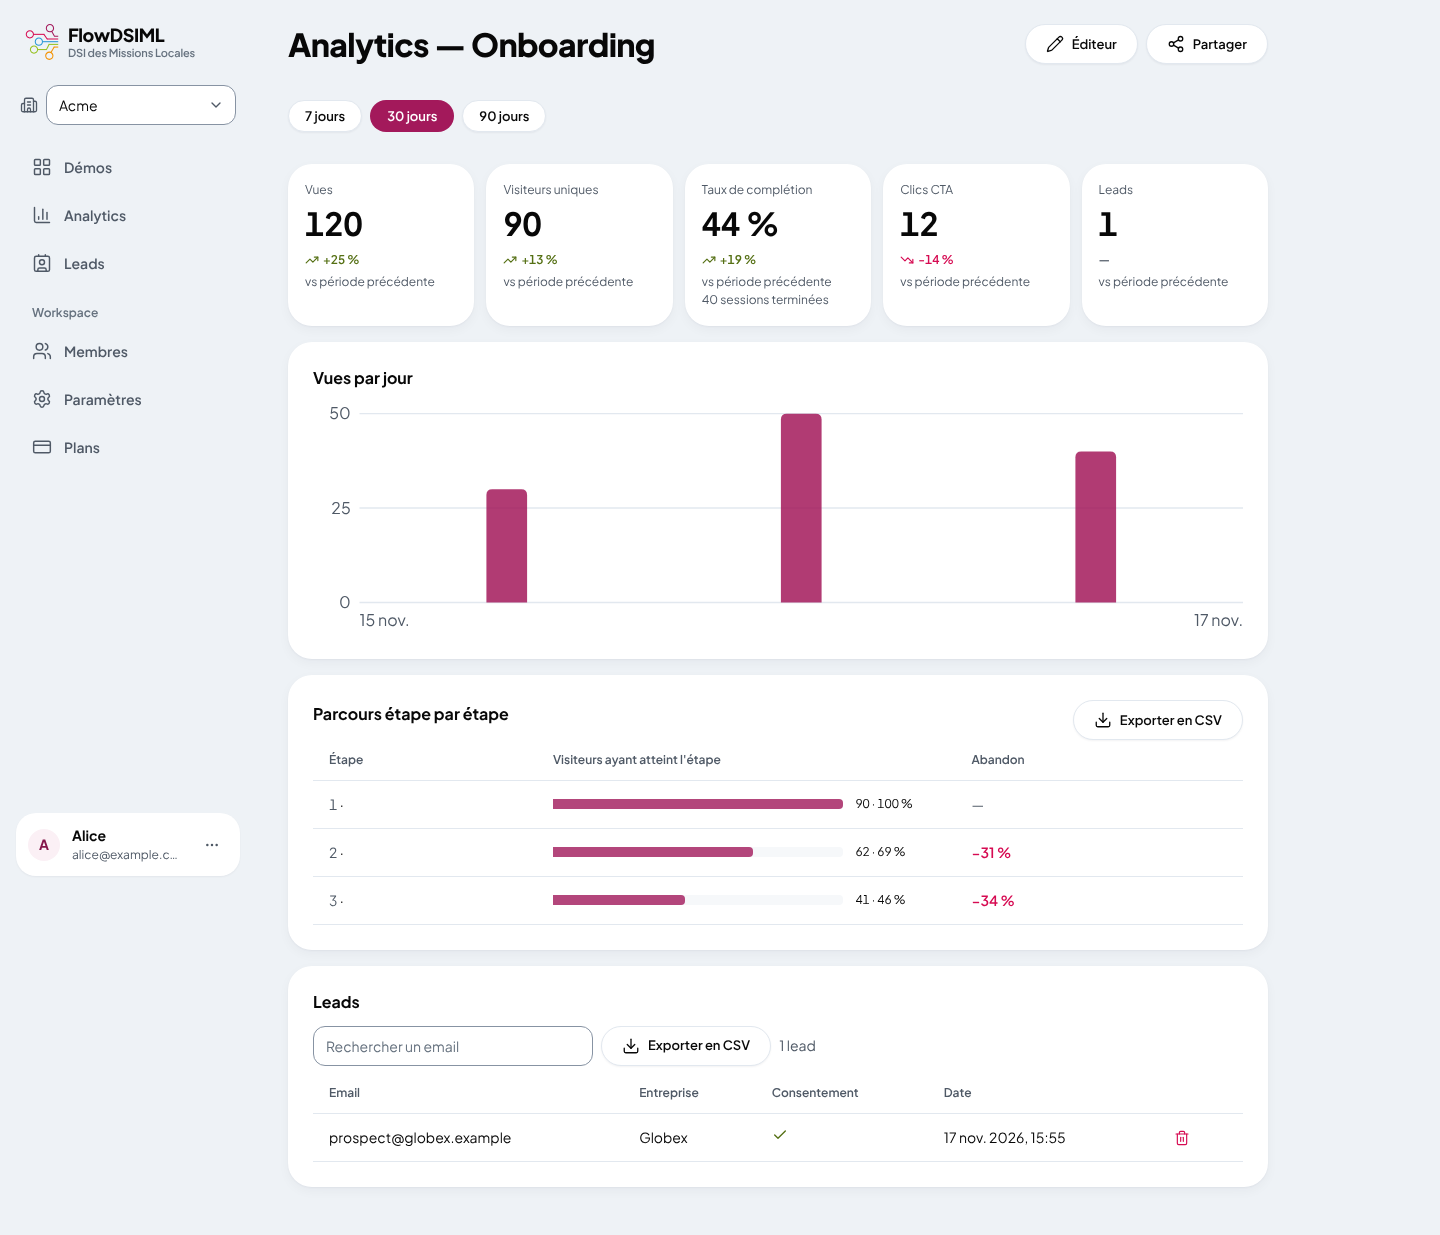 FlowDSIML
DSI des Missions Locales
Acme
Démos
Analytics
Leads
Workspace
Membres
Paramètres
Plans
A
Alice
alice@example.c...
Analytics — Onboarding
Éditeur
Partager
7 jours
30 jours
90 jours
Vues
120
+25 %
vs période précédente
Visiteurs uniques
90
+13 %
vs période précédente
Taux de complétion
44 %
+19 %
vs période précédente
40 sessions terminées
Clics CTA
12
-14 %
vs période précédente
Leads
1
—
vs période précédente
Vues par jour
50
25
0
15 nov.
17 nov.
Parcours étape par étape
Exporter en CSV
Étape Visiteurs ayant atteint l'étape Abandon
1 · 90 · 100 % —
2 · 62 · 69 % −31 %
3 · 41 · 46 % −34 %
Leads
Rechercher un email
Exporter en CSV
1 lead
Email Entreprise Consentement Date
prospect@globex.example Globex 17 nov. 2026, 15:55